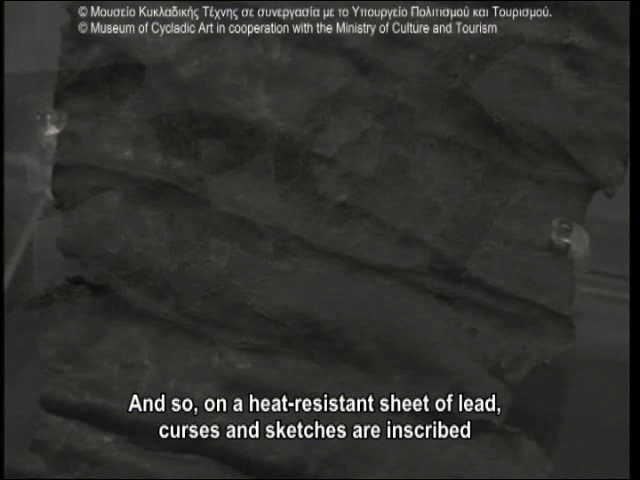 © Μουσείο Κυκλαδικής Τέχνης σε συνεργασία με το Υπουργείο Πολιτισμού και Τουρισμού.
© Museum of Cycladic Art in cooperation with the Ministry of Culture and Tourism
And so, on a heat-resistant sheet of lead,
curses and sketches are inscribed